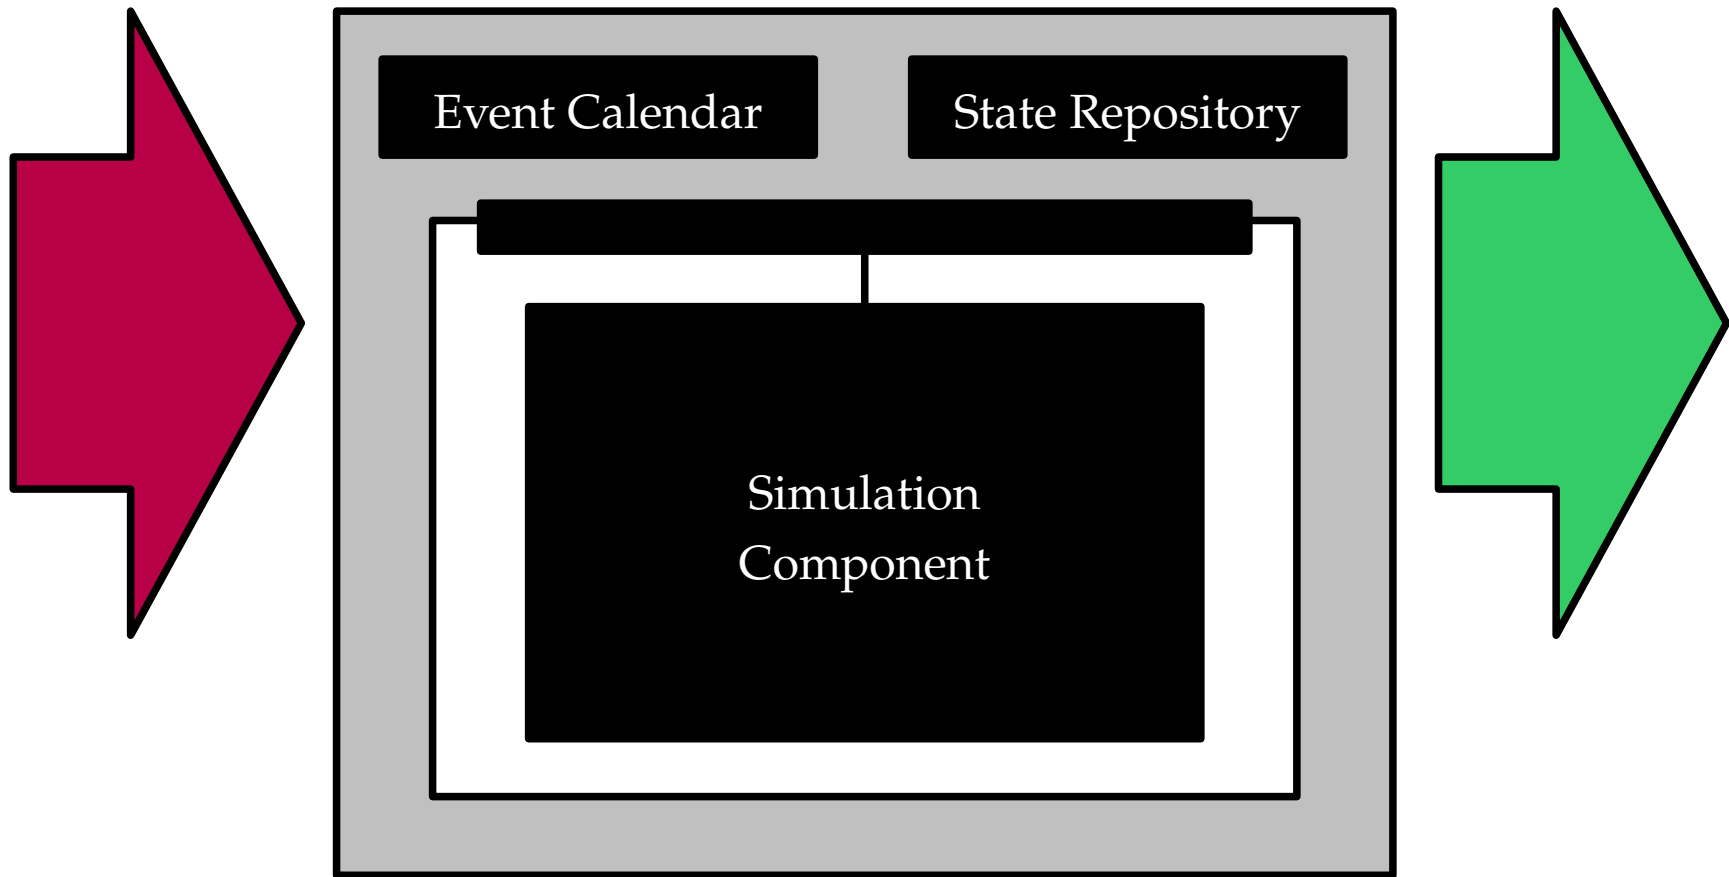 Event Calendar
State Repository
Simulation
Component